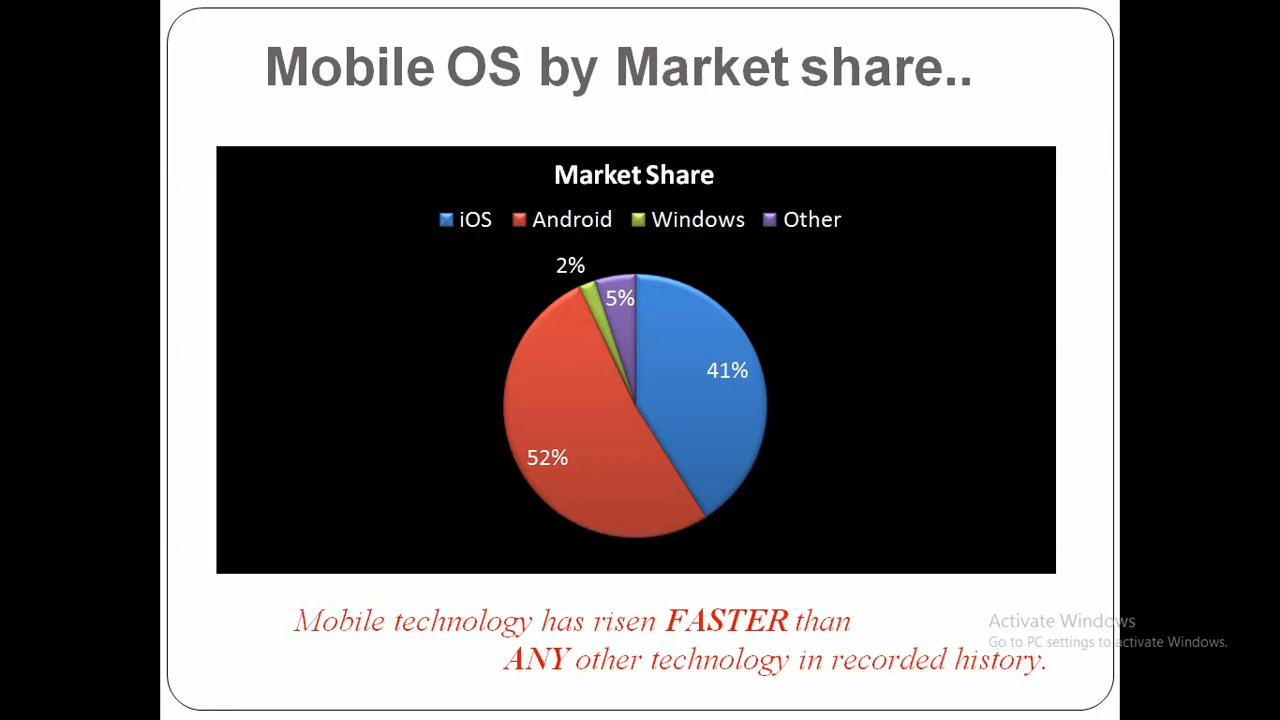 Mobile OS by Market share..
Market Share
iOS Android Windows Other
2%
5%
41%
52%
Mobile technology has risen FASTER than
ANY other technology in recorded history.
Activate Windows
Go to PC settings to activate Windows.